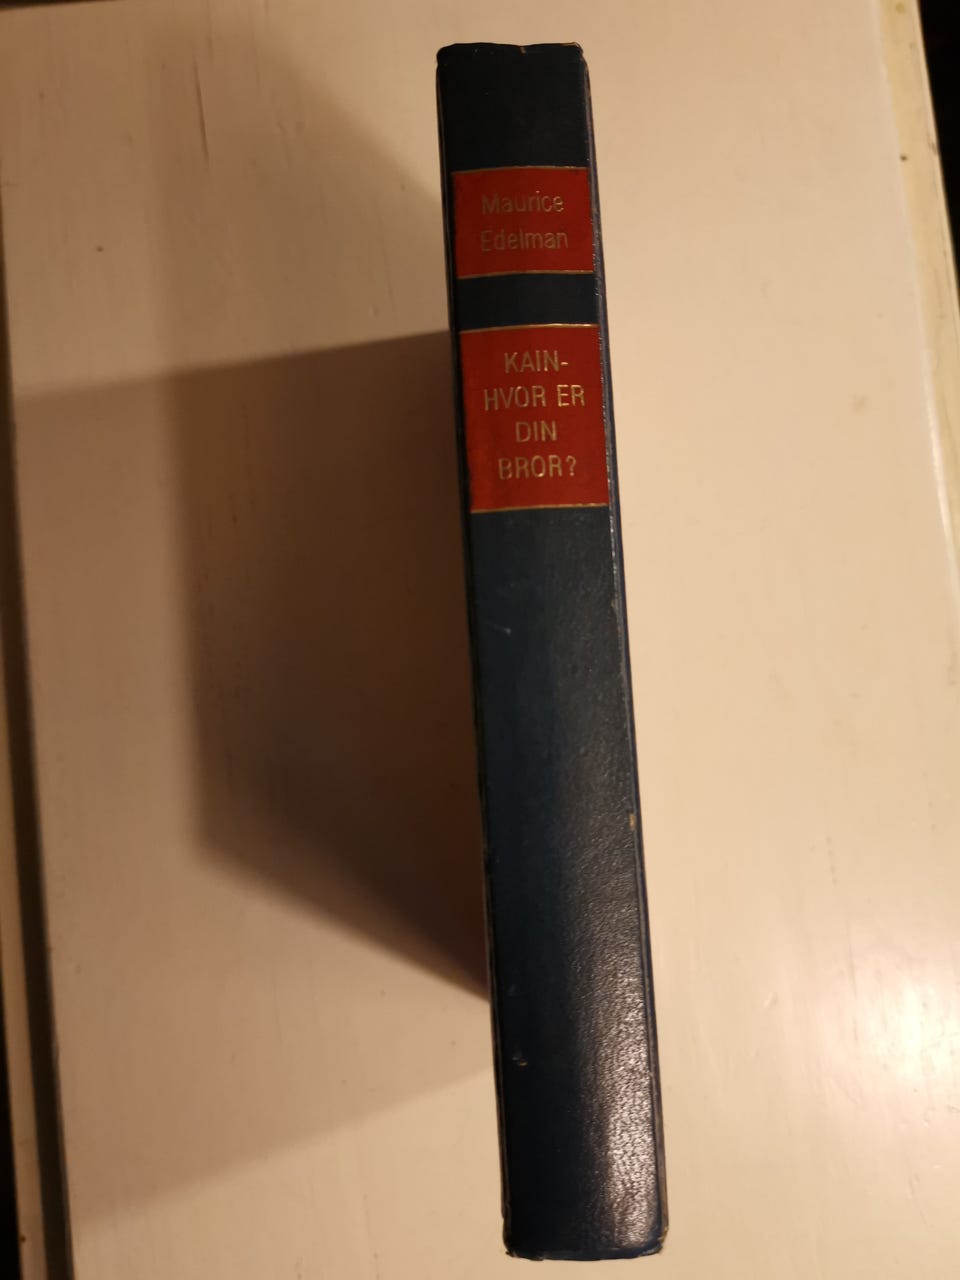 Maurice
Edelman
KAIN-
HVOR ER
DIN
BROR?